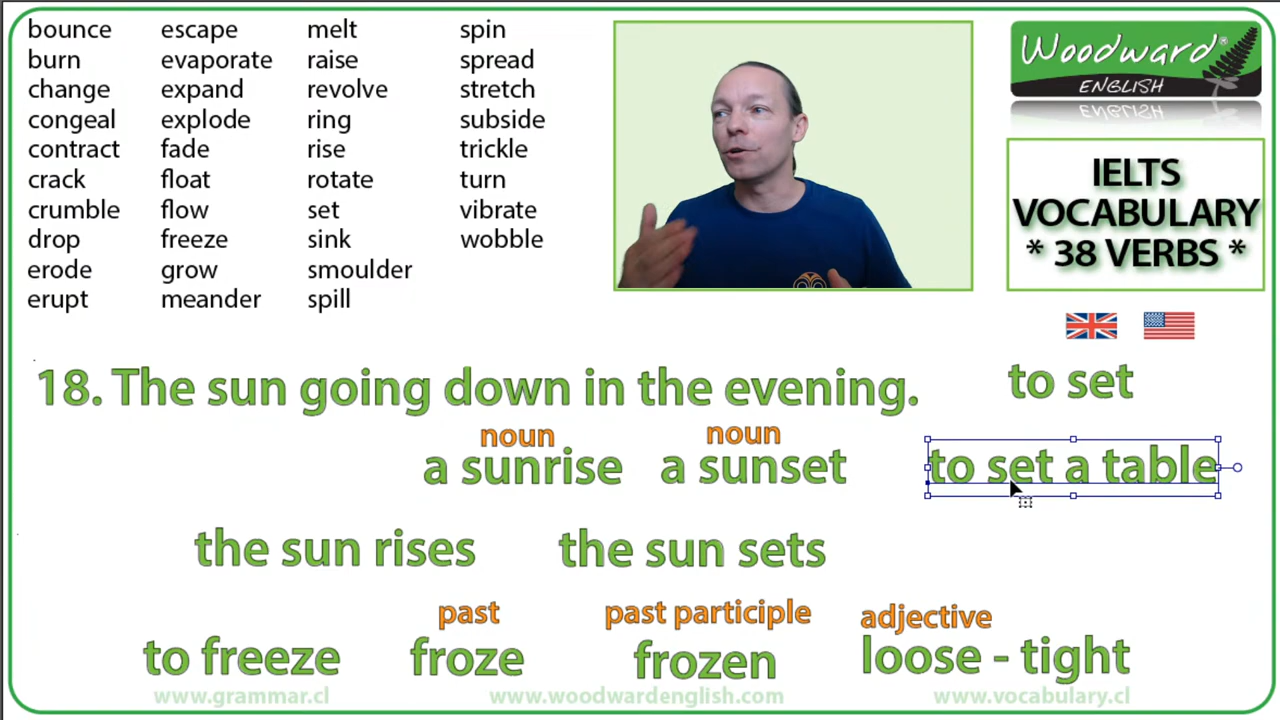 bounce escape melt spin
burn evaporate raise spread
change expand revolve stretch
congeal explode ring subside
contract fade rise trickle
crack float rotate turn
crumble flow set vibrate
drop freeze sink wobble
erode grow smoulder
erupt meander spill
Woodward®
ENGLISH
IELTS
VOCABULARY
* 38 VERBS *
18. The sun going down in the evening. to set
noun noun
a sunrise a sunset to set a table
the sun rises the sun sets
past past participle adjective
to freeze froze frozen loose - tight
www.grammar.cl www.woodwardenglish.com www.vocabulary.cl